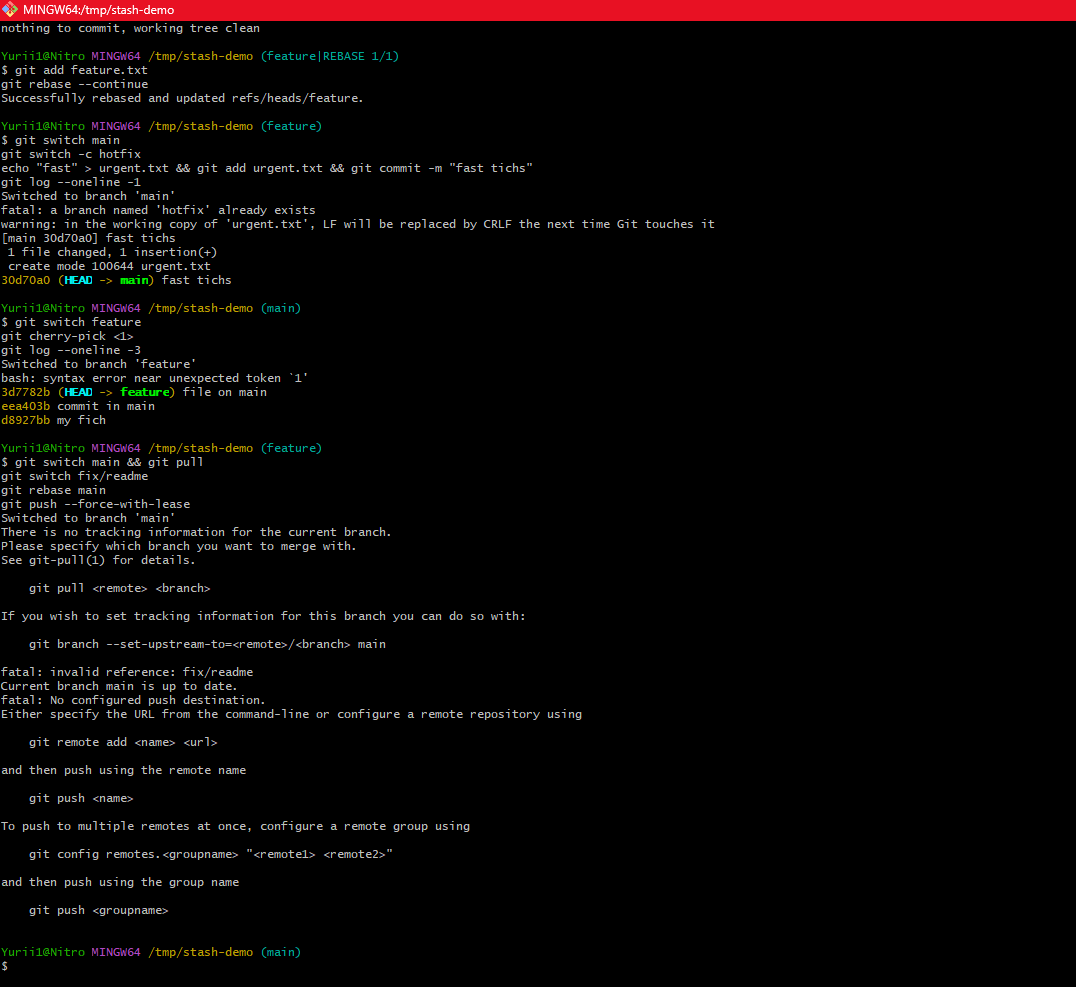 MINGW64:/tmp/stash-demo
nothing to commit, working tree clean
Yurii1@Nitro MINGW64 /tmp/stash-demo (feature|REBASE 1/1)
$ git add feature.txt
git rebase --continue
Successfully rebased and updated refs/heads/feature.
Yurii1@Nitro MINGW64 /tmp/stash-demo (feature)
$ git switch main
git switch -c hotfix
echo "fast" > urgent.txt && git add urgent.txt && git commit -m "fast tichs"
git log --oneline -1
Switched to branch 'main'
fatal: a branch named 'hotfix' already exists
warning: in the working copy of 'urgent.txt', LF will be replaced by CRLF the next time Git touches it
[main 30d70a0] fast tichs
 1 file changed, 1 insertion(+)
 create mode 100644 urgent.txt
30d70a0 (HEAD -> main) fast tichs
Yurii1@Nitro MINGW64 /tmp/stash-demo (main)
$ git switch feature
git cherry-pick <1>
git log --oneline -3
Switched to branch 'feature'
bash: syntax error near unexpected token `1'
3d7782b (HEAD -> feature) file on main
eea403b commit in main
d8927bb my fich
Yurii1@Nitro MINGW64 /tmp/stash-demo (feature)
$ git switch main && git pull
git switch fix/readme
git rebase main
git push --force-with-lease
Switched to branch 'main'
There is no tracking information for the current branch.
Please specify which branch you want to merge with.
See git-pull(1) for details.
    git pull <remote> <branch>
If you wish to set tracking information for this branch you can do so with:
    git branch --set-upstream-to=<remote>/<branch> main
fatal: invalid reference: fix/readme
Current branch main is up to date.
fatal: No configured push destination.
Either specify the URL from the command-line or configure a remote repository using
    git remote add <name> <url>
and then push using the remote name
    git push <name>
To push to multiple remotes at once, configure a remote group using
    git config remotes.<groupname> "<remote1> <remote2>"
and then push using the group name
    git push <groupname>
Yurii1@Nitro MINGW64 /tmp/stash-demo (main)
$